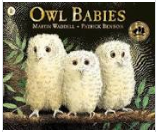 OWL BABIES
MARTIN WADDELL • PATRICK BENSON